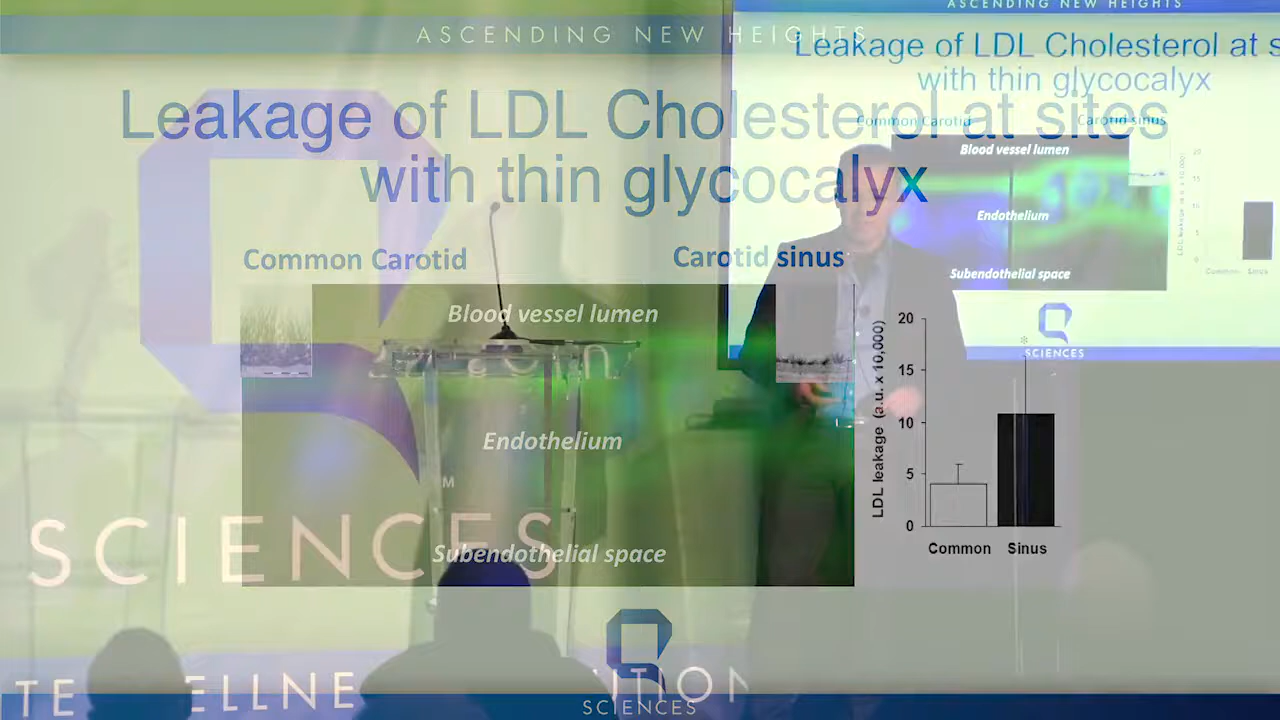 ASCENDING NEW HEIGHTS
Leakage of LDL Cholesterol at sites
with thin glycocalyx
Common Carotid
Carotid sinus
Blood vessel lumen
Endothelium
Subendothelial space
LDL leakage (a.u. x 10,000)
20
15
10
5
0
*
Common
Sinus
SCIENCES
ASCENDING NEW HEIGHTS
Leakage of LDL Cholesterol at s
with thin glycocalyx
Common Carotid
Carotid sinus
Blood vessel lumen
Endothelium
Subendothelial space
Common
Sinus
SCIENCES
SCIENCES